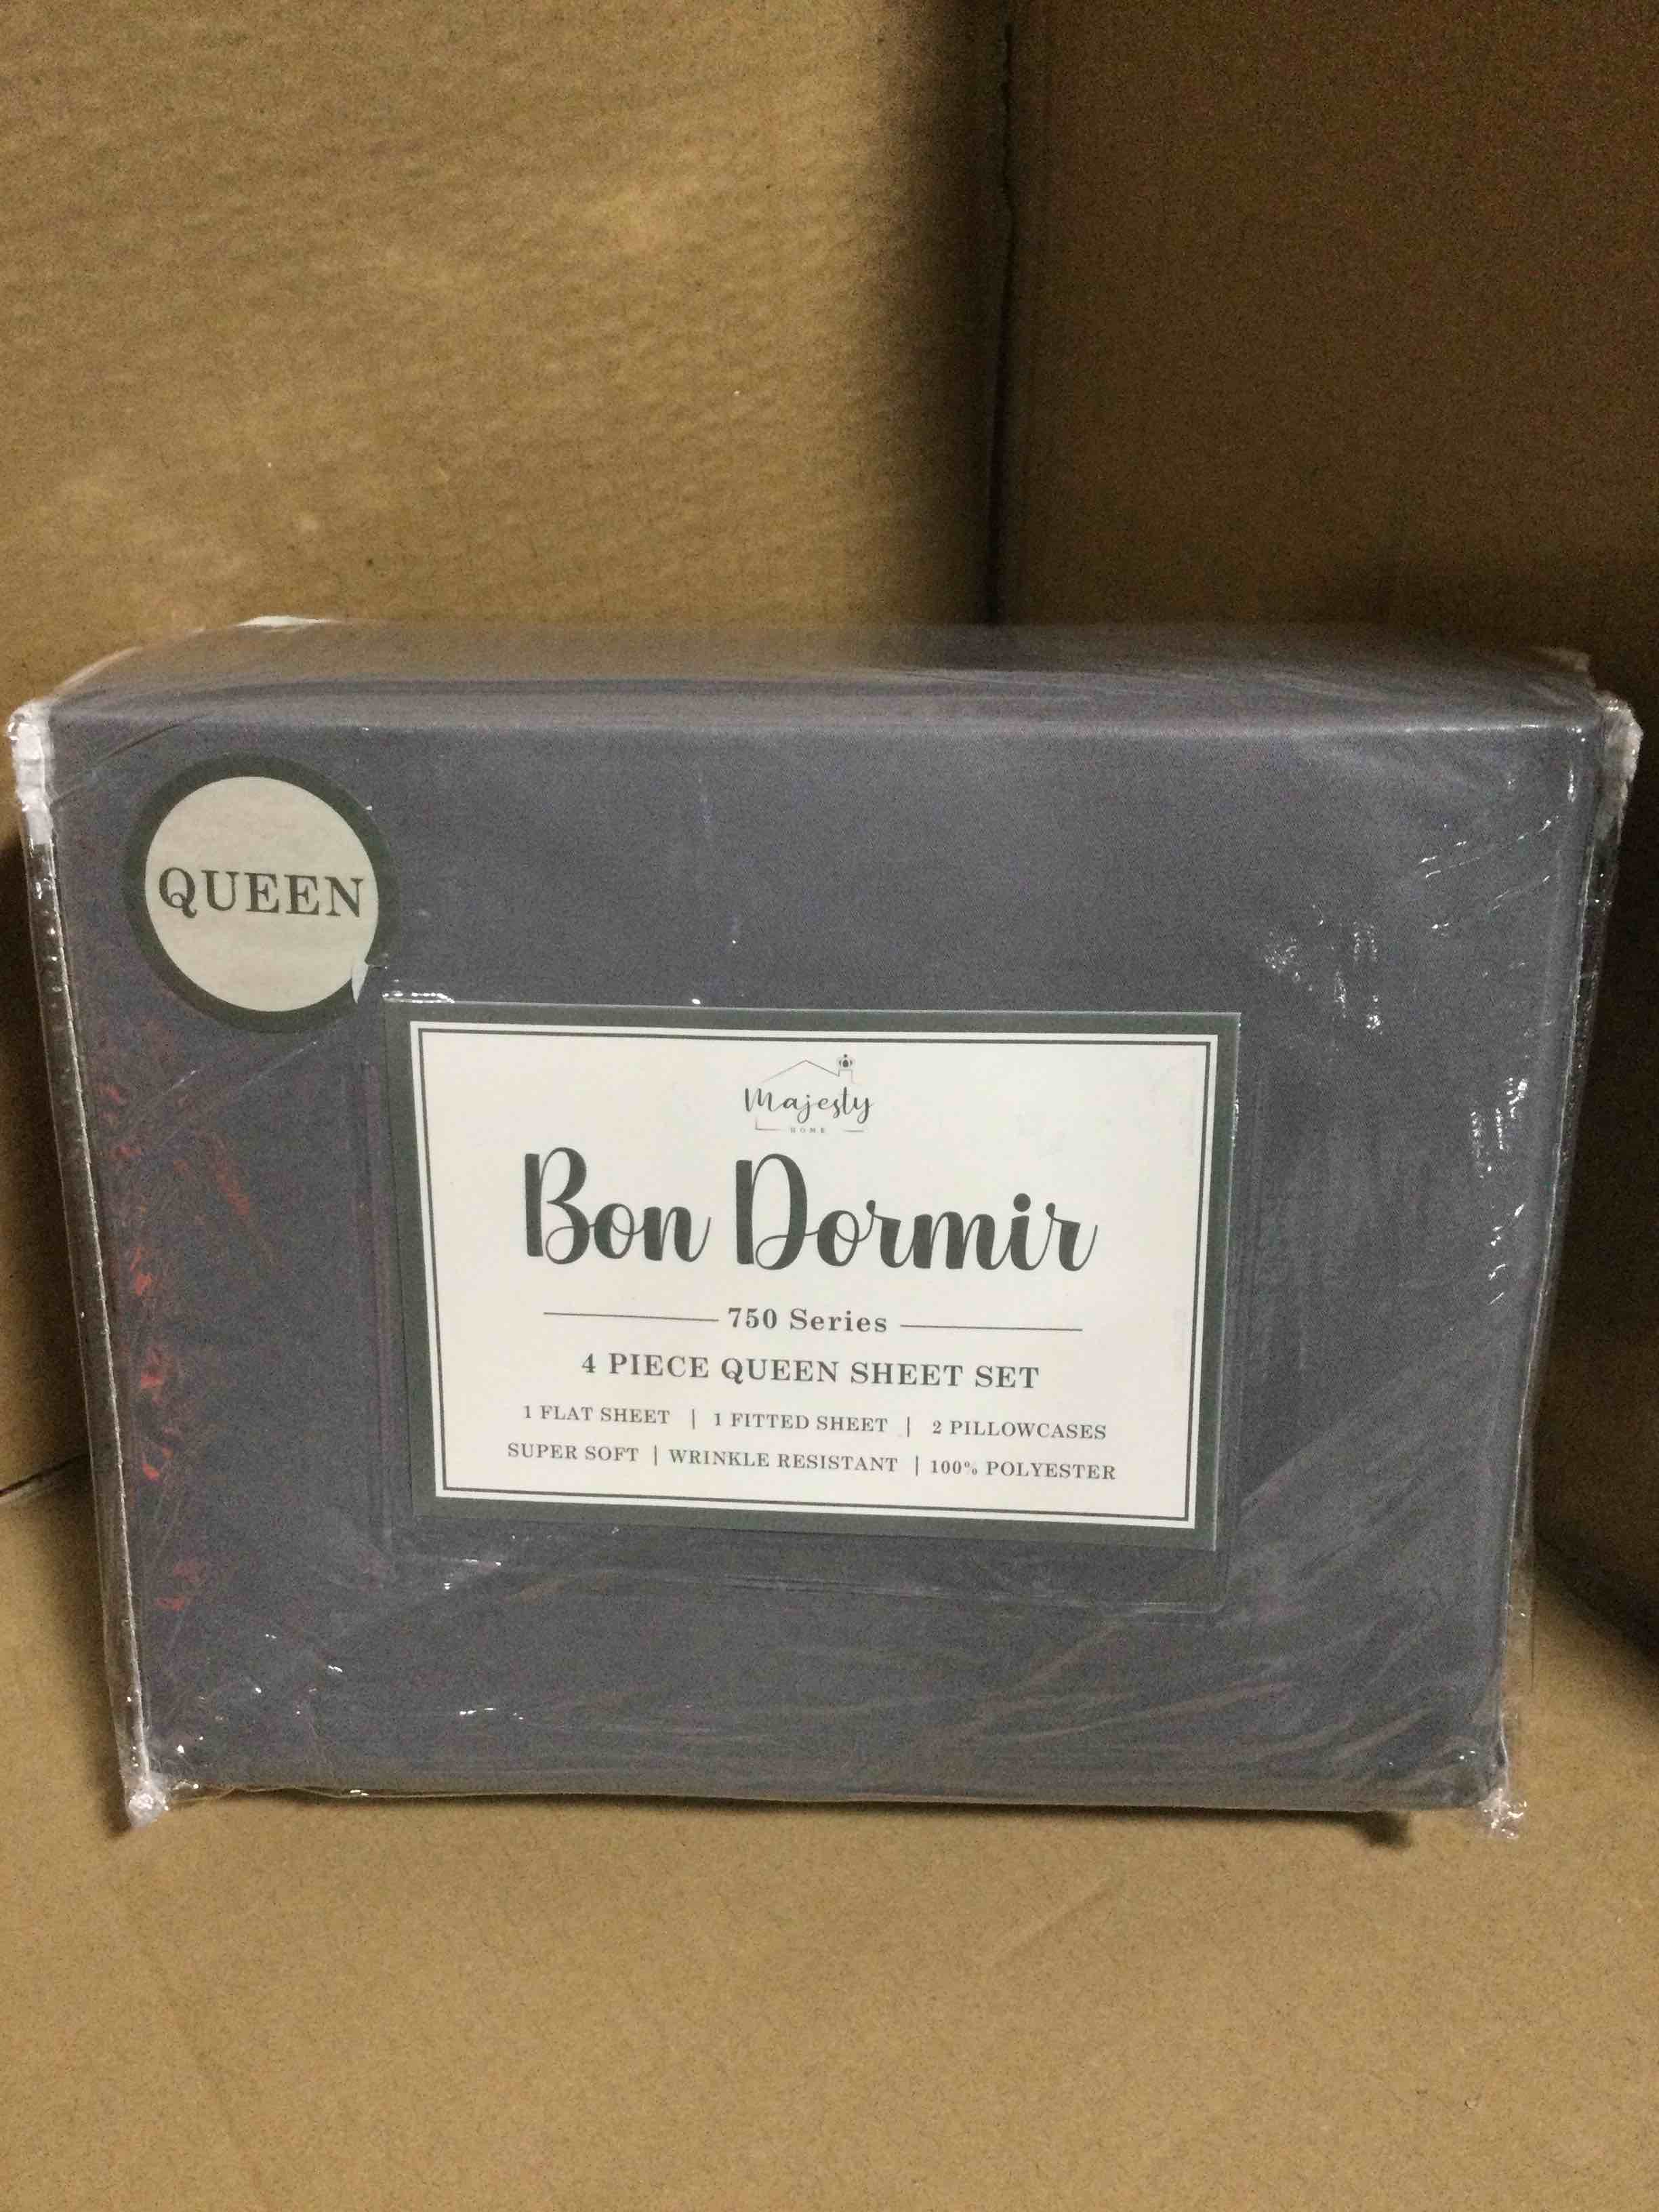 QUEEN
Majesty
HOME
Bon Dormir
750 Series
4 PIECE QUEEN SHEET SET
1 FLAT SHEET | 1 FITTED SHEET | 2 PILLOWCASES
SUPER SOFT | WRINKLE RESISTANT | 100% POLYESTER